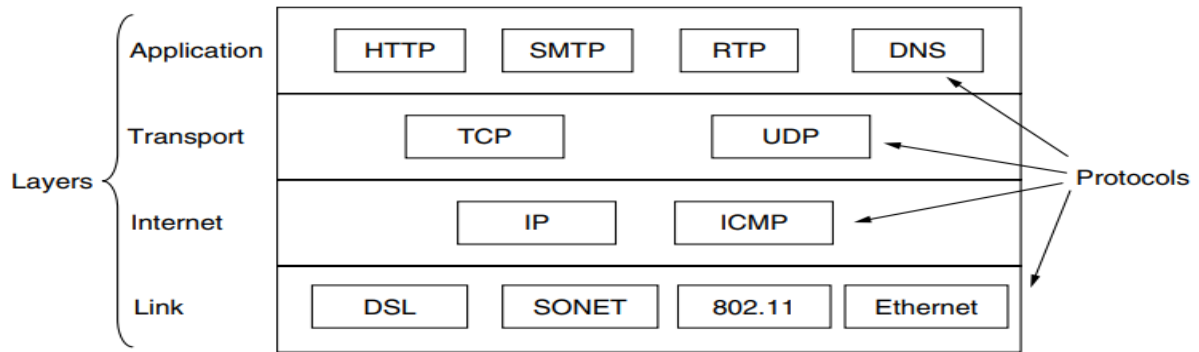 Application HTTP SMTP RTP DNS
Transport TCP UDP
Layers Protocols
Internet IP ICMP
Link DSL SONET 802.11 Ethernet